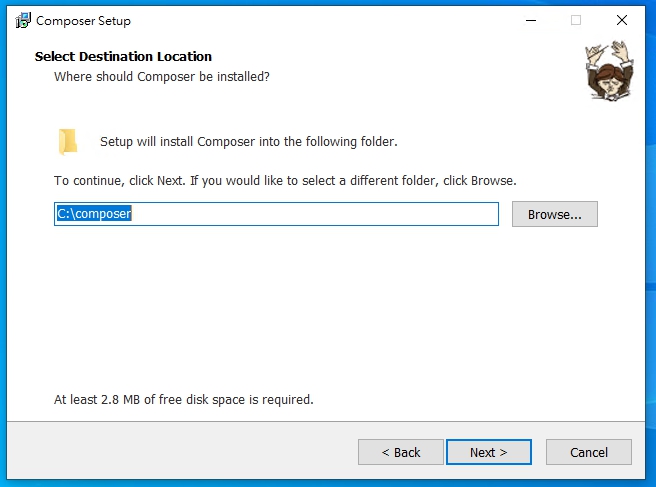 Composer Setup
Select Destination Location
Where should Composer be installed?
Setup will install Composer into the following folder.
To continue, click Next. If you would like to select a different folder, click Browse.
C:\composer
Browse...
At least 2.8 MB of free disk space is required.
< Back
Next >
Cancel